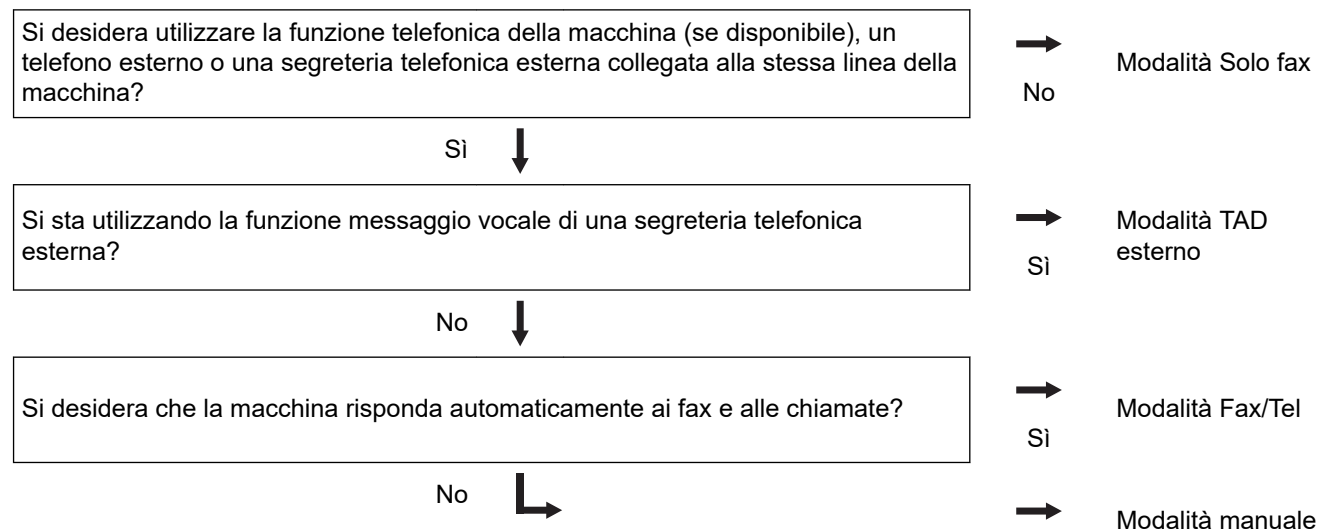 Si desidera utilizzare la funzione telefonica della macchina (se disponibile), un
telefono esterno o una segreteria telefonica esterna collegata alla stessa linea della
macchina?
No
Modalità Solo fax
Sì
Si sta utilizzando la funzione messaggio vocale di una segreteria telefonica
esterna?
Sì
Modalità TAD
esterno
No
Si desidera che la macchina risponda automaticamente ai fax e alle chiamate?
Sì
Modalità Fax/Tel
No
Modalità manuale